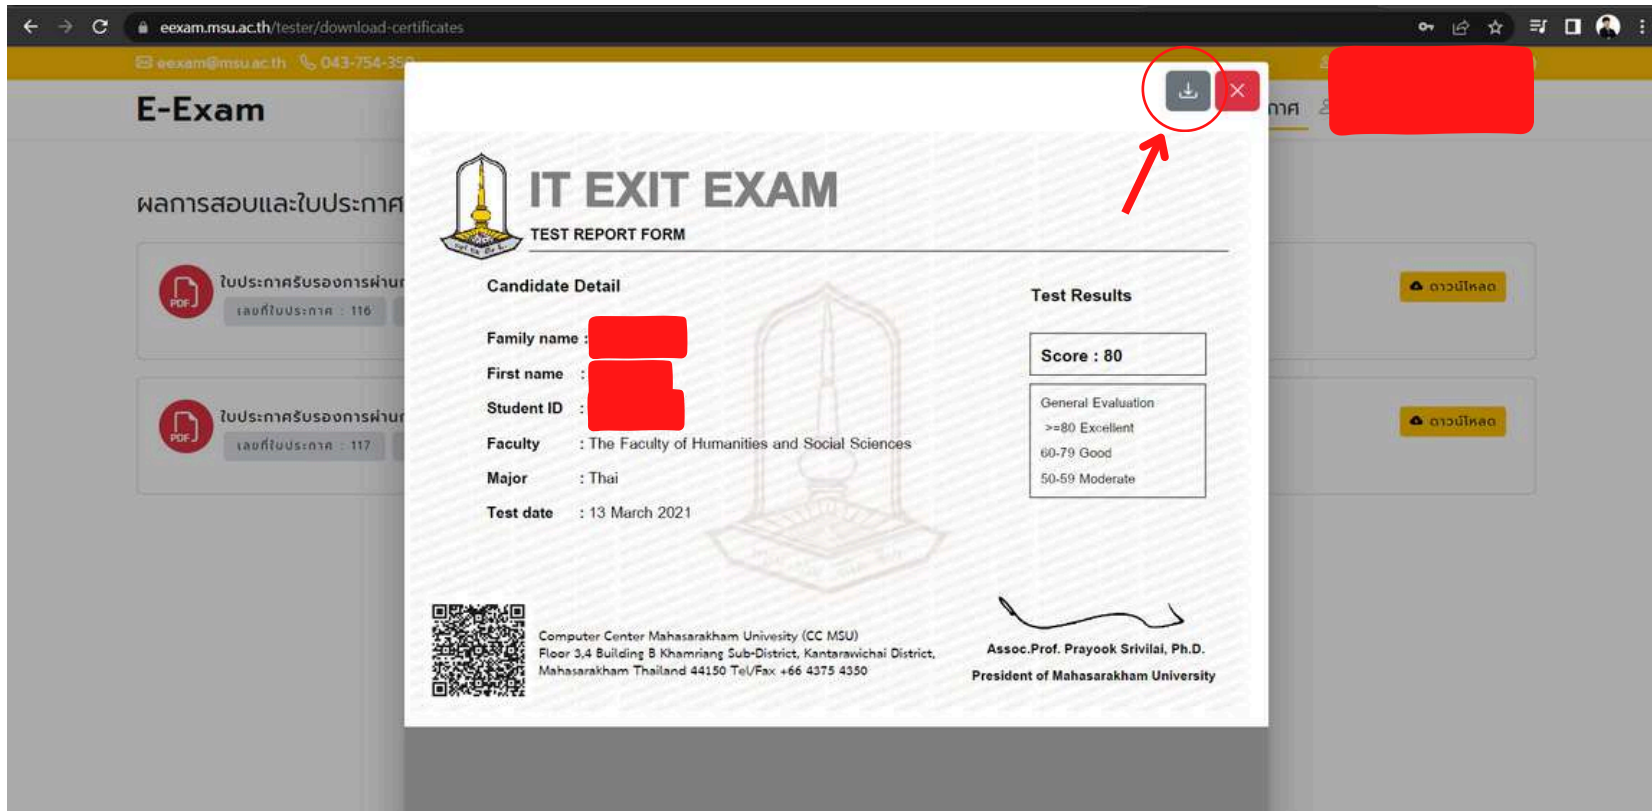 eexam.msu.ac.th/tester/download-certificates
eexam@msu.ac.th 043-754-35
E-Exam
กาศ
ผลการสอบและใบประกาศ
PDF
ใบประกาศรับรองการผ่าน
เลขที่ใบประกาศ : 116
ดาวน์โหลด
PDF
ใบประกาศรับรองการผ่าน
เลขที่ใบประกาศ : 117
ดาวน์โหลด
IT EXIT EXAM
TEST REPORT FORM
Candidate Detail
Family name :
First name :
Student ID :
Faculty : The Faculty of Humanities and Social Sciences
Major : Thai
Test date : 13 March 2021
Test Results
Score : 80
General Evaluation
>=80 Excellent
60-79 Good
50-59 Moderate
Computer Center Mahasarakham Univesity (CC MSU)
Floor 3,4 Building B Khamriang Sub-District, Kantarawichai District,
Mahasarakham Thailand 44150 Tel/Fax +66 4375 4350
Assoc.Prof. Prayook Srivilai, Ph.D.
President of Mahasarakham University